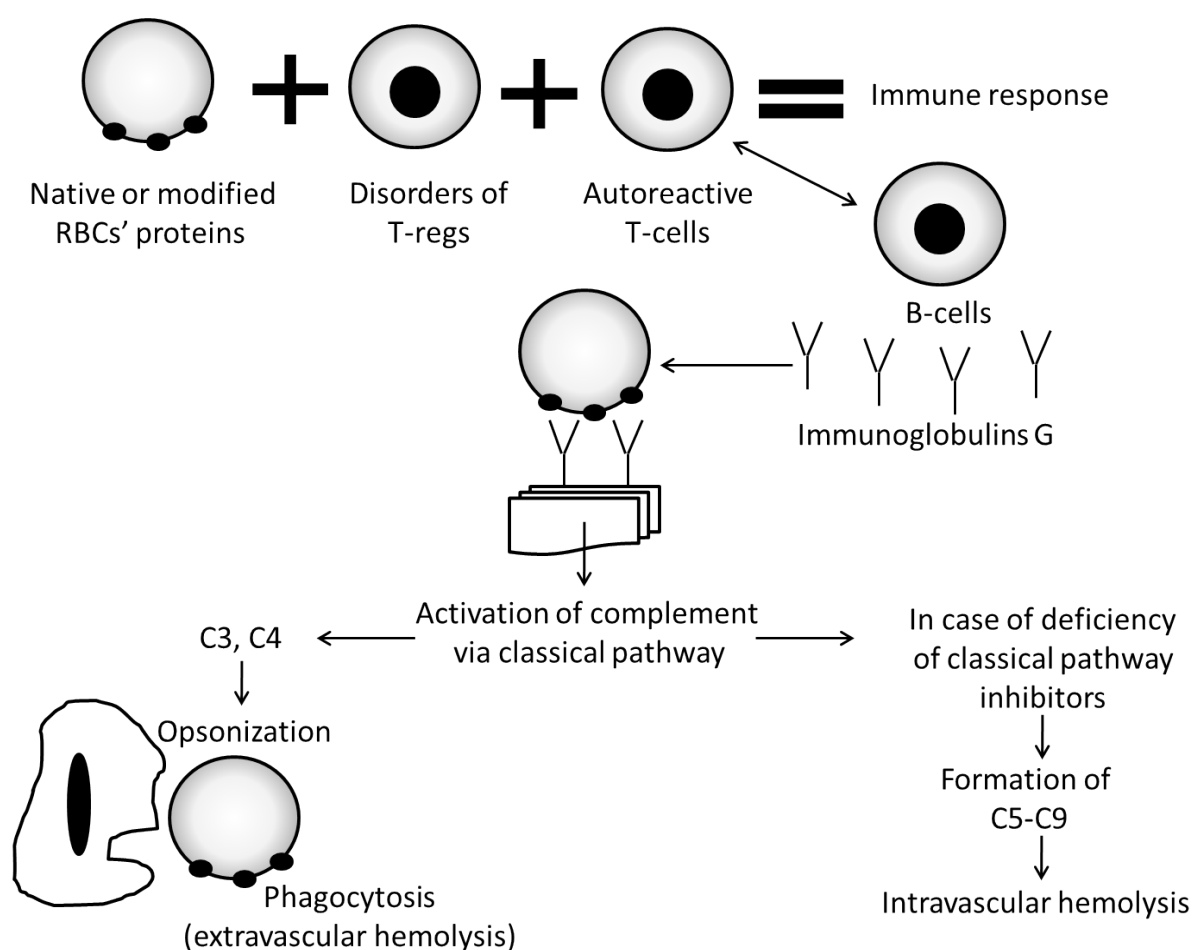 Immune response
Native or modified
RBCs’ proteins
Disorders of
T-regs
Autoreactive
T-cells
B-cells
Immunoglobulins G
Activation of complement
via classical pathway
C3, C4
Opsonization
Phagocytosis
(extravascular hemolysis)
In case of deficiency
of classical pathway
inhibitors
Formation of
C5-C9
Intravascular hemolysis